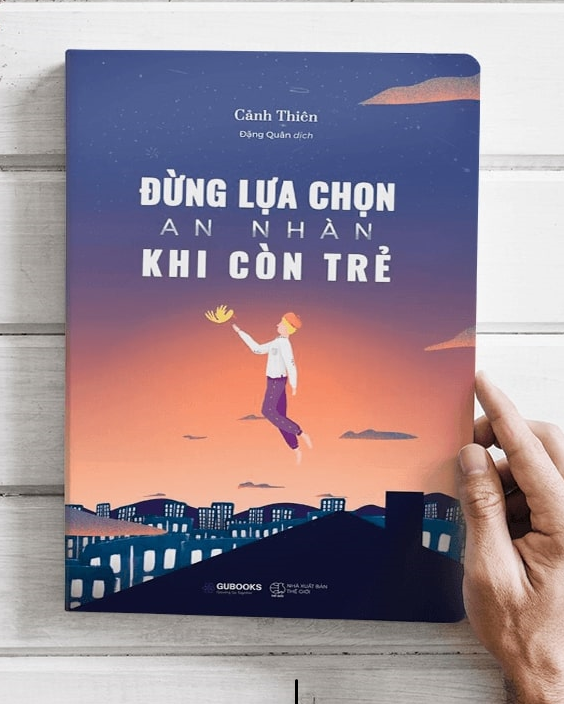 Cảnh Thiên
Đặng Quân dịch
ĐỪNG LỰA CHỌN
AN NHÀN
KHI CÒN TRẺ
GUBOOKS
NHÀ XUẤT BẢN
THẾ GIỚI